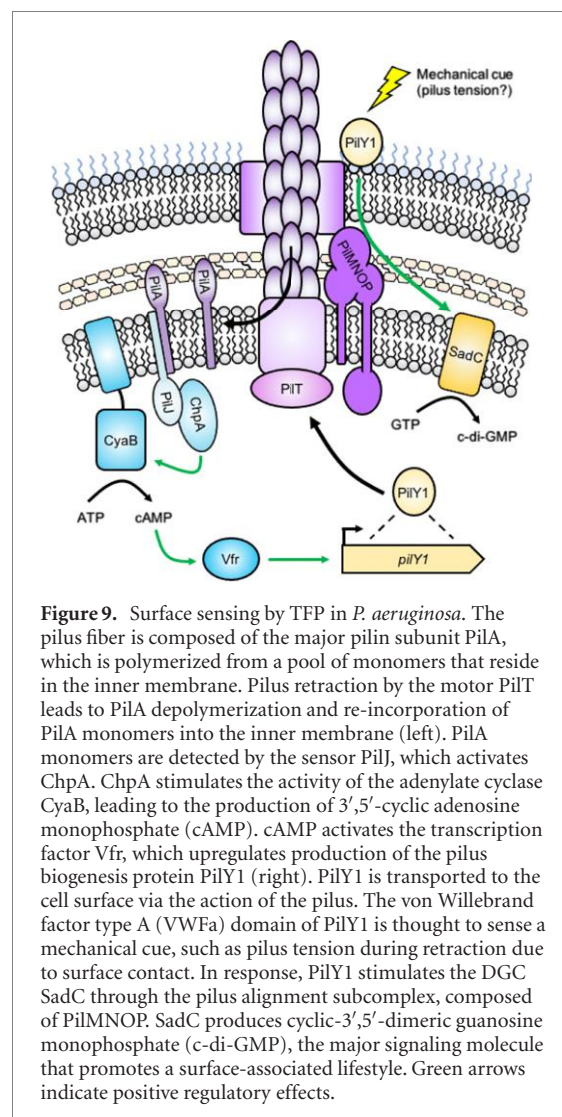 Mechanical cue
(pilus tension?)
PilY1
PilMNOP
PilA
PilA
SadC
PilT
PilJ
ChpA
CyaB
GTP
c-di-GMP
PilY1
ATP
cAMP
Vfr
pilY1
Figure 9. Surface sensing by TFP in P. aeruginosa. The
pilus fiber is composed of the major pilin subunit PilA,
which is polymerized from a pool of monomers that reside
in the inner membrane. Pilus retraction by the motor PilT
leads to PilA depolymerization and re-incorporation of
PilA monomers into the inner membrane (left). PilA
monomers are detected by the sensor PilJ, which activates
ChpA. ChpA stimulates the activity of the adenylate cyclase
CyaB, leading to the production of 3′,5′-cyclic adenosine
monophosphate (cAMP). cAMP activates the transcription
factor Vfr, which upregulates production of the pilus
biogenesis protein PilY1 (right). PilY1 is transported to the
cell surface via the action of the pilus. The von Willebrand
factor type A (VWFa) domain of PilY1 is thought to sense a
mechanical cue, such as pilus tension during retraction due
to surface contact. In response, PilY1 stimulates the DGC
SadC through the pilus alignment subcomplex, composed
of PilMNOP. SadC produces cyclic-3′,5′-dimeric guanosine
monophosphate (c-di-GMP), the major signaling molecule
that promotes a surface-associated lifestyle. Green arrows
indicate positive regulatory effects.